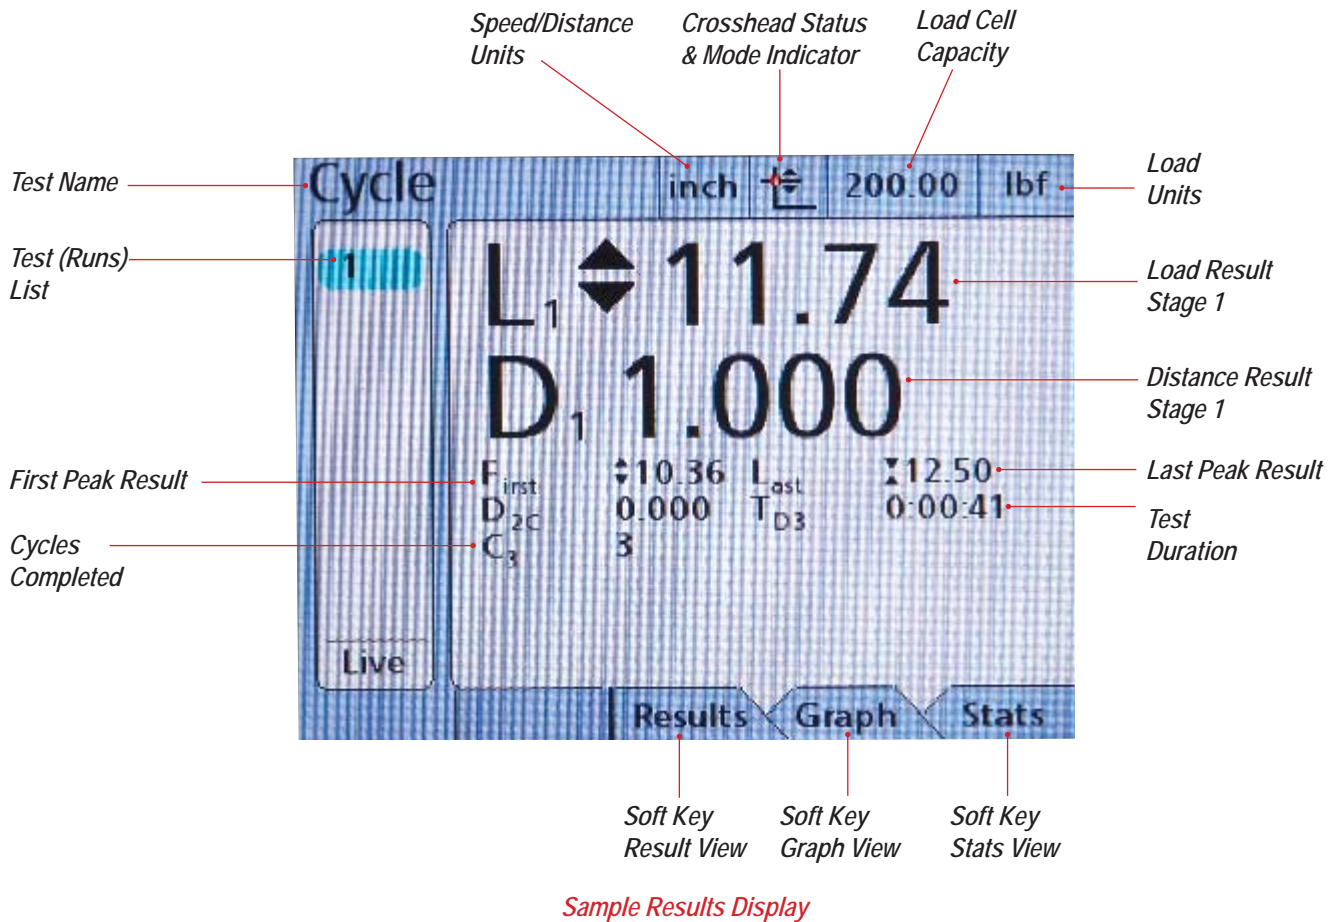 Speed/Distance
Units
Crosshead Status
& Mode Indicator
Load Cell
Capacity
Test Name
Cycle
inch
200.00
lbf
Load
Units
Test (Runs)
List
1
L1 11.74
Load Result
Stage 1
D1 1.000
Distance Result
Stage 1
First Peak Result
First 10.36 Last 12.50
Last Peak Result
D2C 0.000 TD3 0:00:41
Test
Duration
Cycles
Completed
C3 3
Live
Results
Graph
Stats
Soft Key
Result View
Soft Key
Graph View
Soft Key
Stats View
Sample Results Display